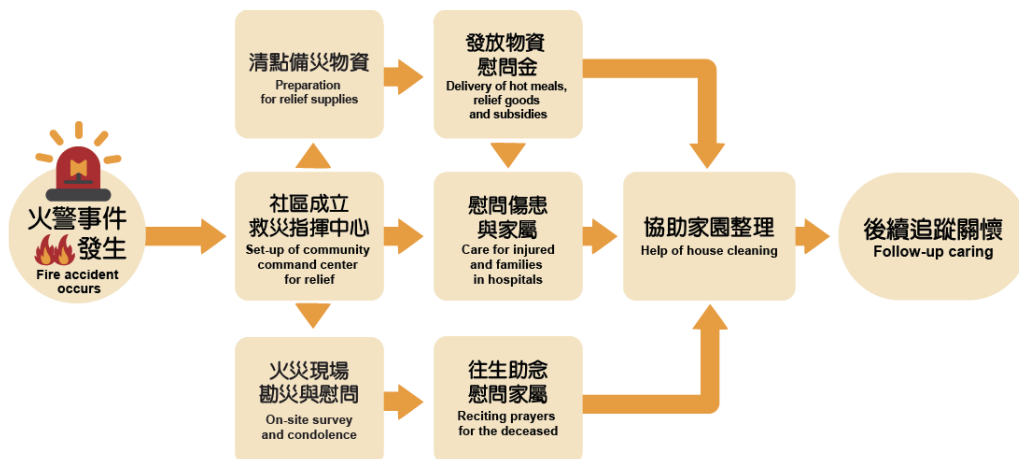 火警事件
發生
Fire accident
occurs
清點備災物資
Preparation
for relief supplies
發放物資
慰問金
Delivery of hot meals,
relief goods
and subsidies
社區成立
救災指揮中心
Set-up of community
command center
for relief
慰問傷患
與家屬
Care for injured
and families
in hospitals
火災現場
勘災與慰問
On-site survey
and condolence
往生助念
慰問家屬
Reciting prayers
for the deceased
協助家園整理
Help of house cleaning
後續追蹤關懷
Follow-up caring